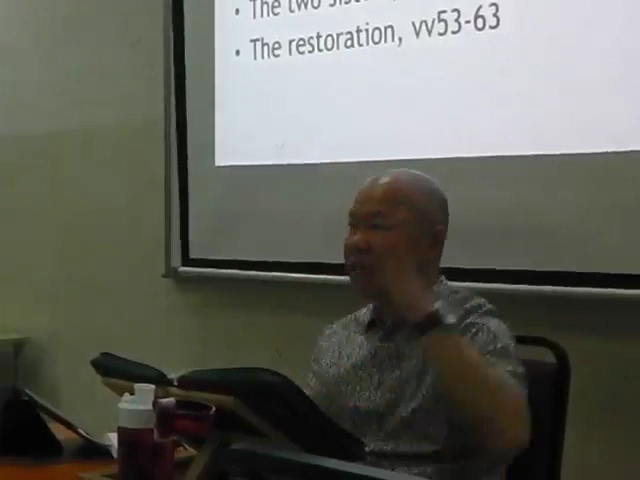 • The two
• The restoration, vv53-63